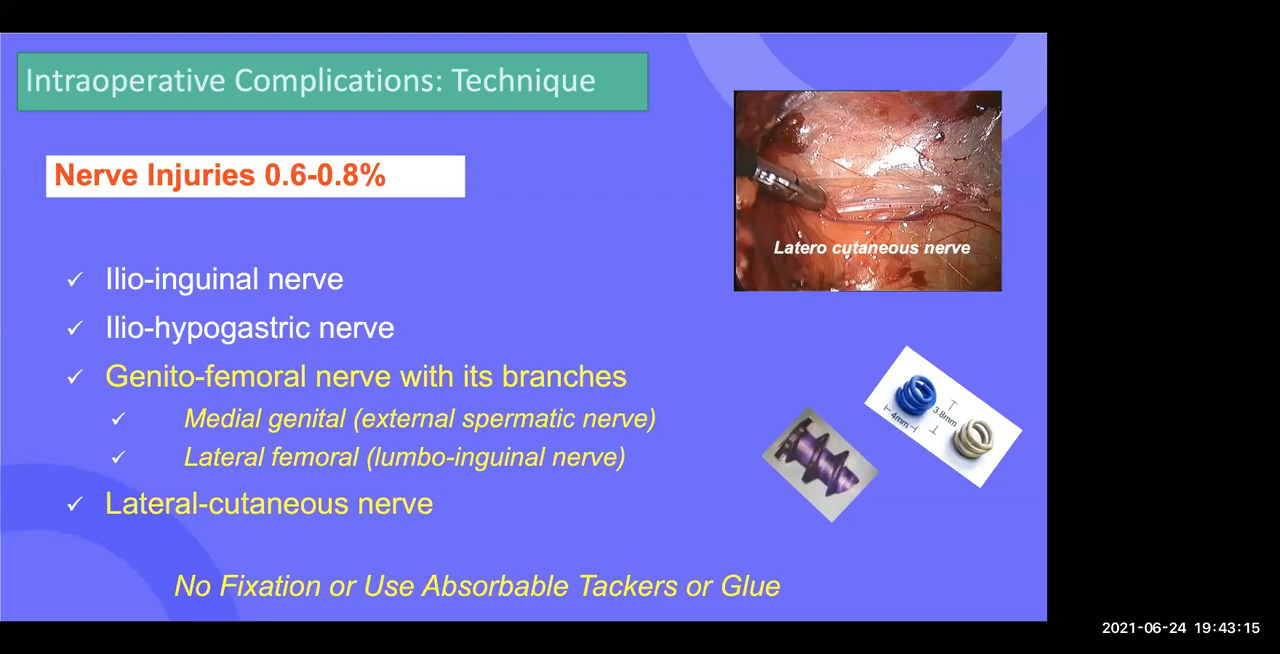 Intraoperative Complications: Technique
Nerve Injuries 0.6-0.8%
Latero cutaneous nerve
✓ Ilio-inguinal nerve
✓ Ilio-hypogastric nerve
✓ Genito-femoral nerve with its branches
✓ Medial genital (external spermatic nerve)
✓ Lateral femoral (lumbo-inguinal nerve)
✓ Lateral-cutaneous nerve
4mm
3.8mm
No Fixation or Use Absorbable Tackers or Glue
2021-06-24 19:43:15